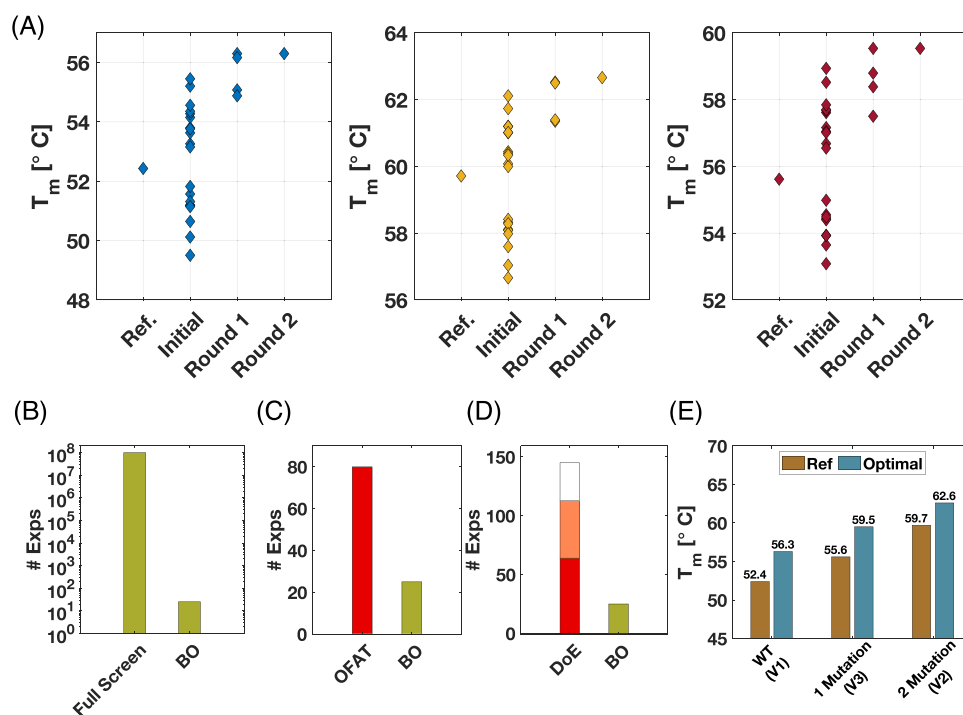 (A)
T_m [° C]
56
54
52
50
48
Ref.
Initial
Round 1
Round 2
T_m [° C]
64
62
60
58
56
Ref.
Initial
Round 1
Round 2
T_m [° C]
60
58
56
54
52
Ref.
Initial
Round 1
Round 2
(B)
# Exps
10^8
10^7
10^6
10^5
10^4
10^3
10^2
10^1
10^0
Full Screen
BO
(C)
# Exps
80
60
40
20
0
OFAT
BO
(D)
# Exps
150
100
50
0
DoE
BO
(E)
T_m [° C]
70
65
60
55
50
45
Ref
Optimal
52.4
56.3
55.6
59.5
59.7
62.6
WT
(V1)
1 Mutation
(V3)
2 Mutation
(V2)